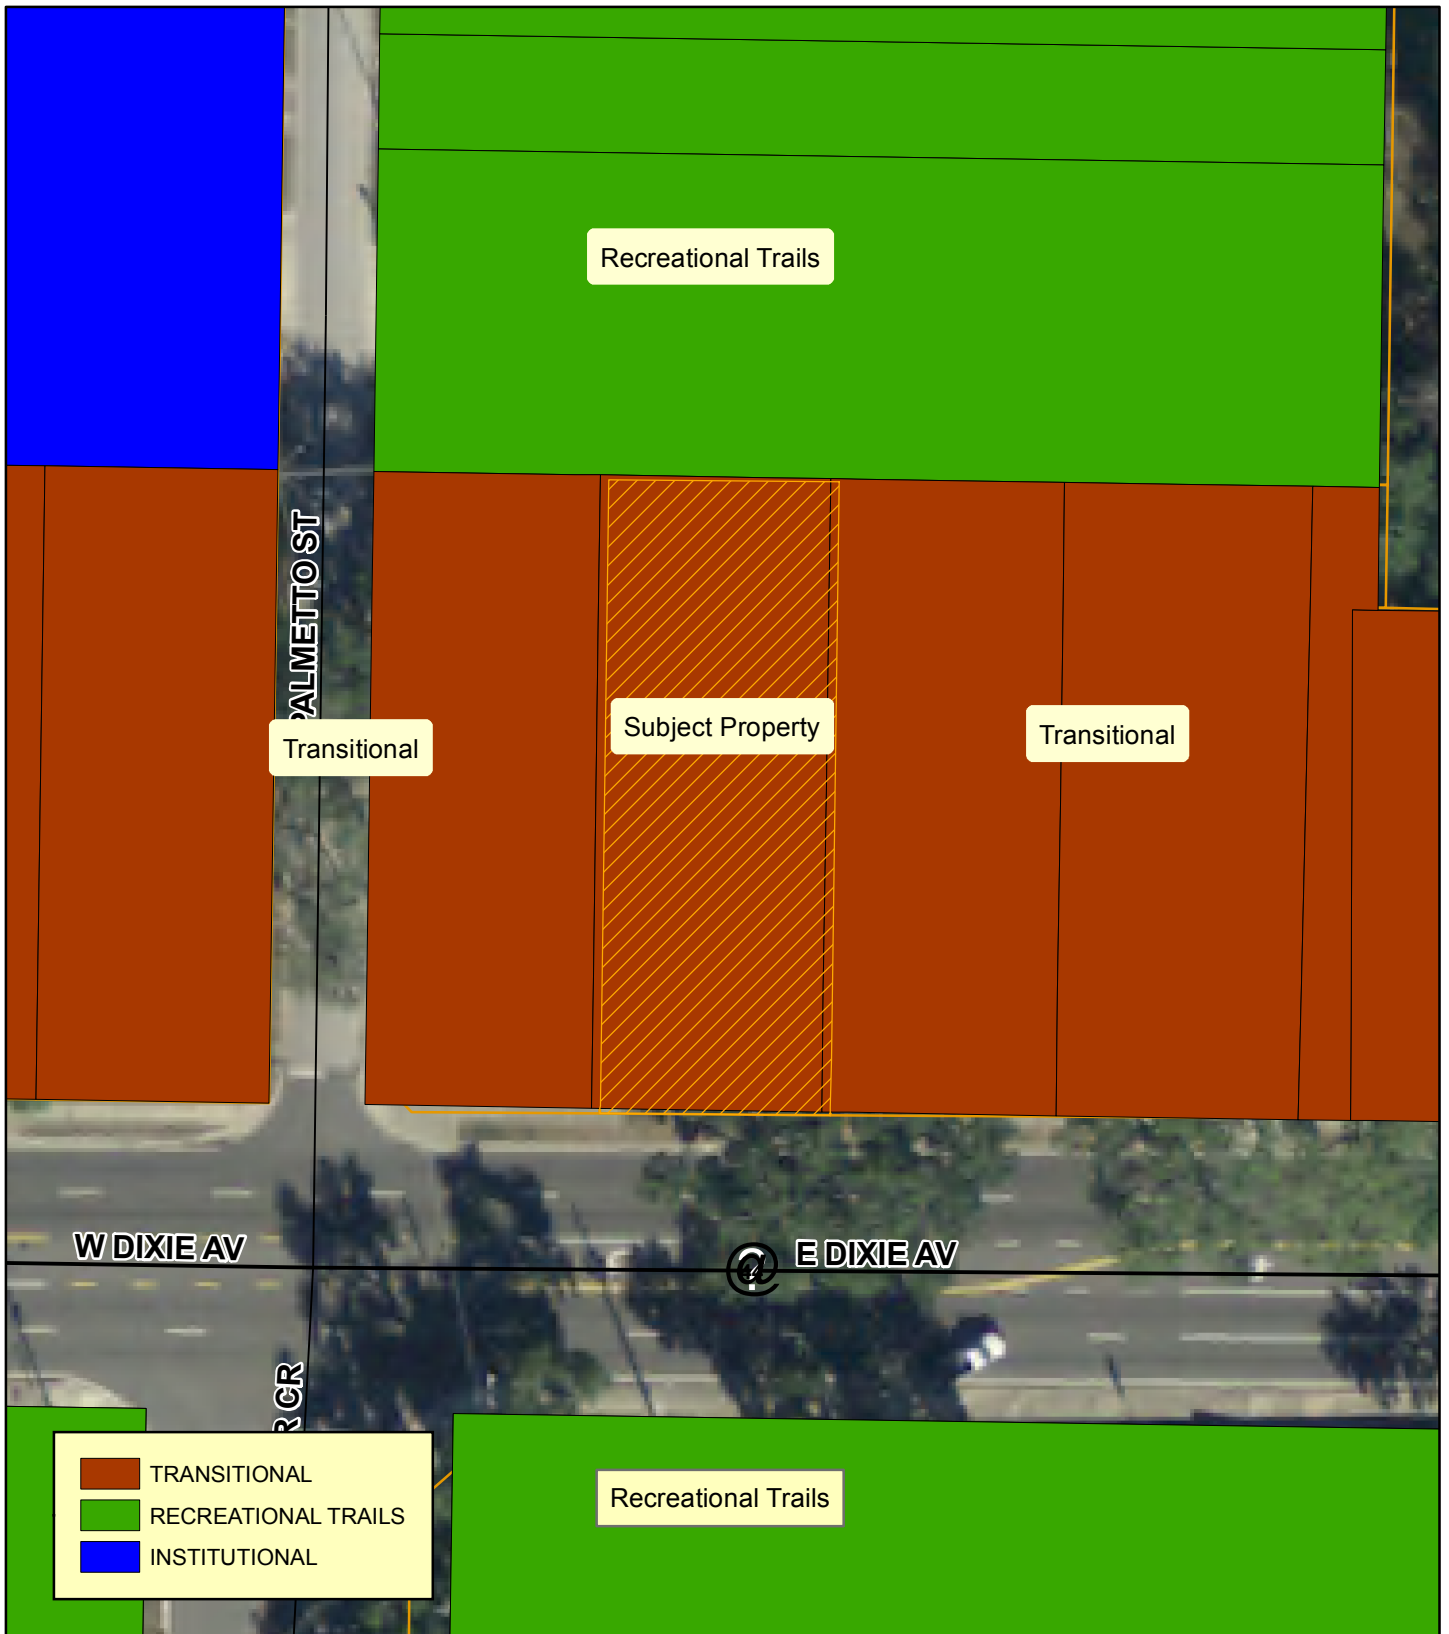 Recreational Trails
PALMETTO ST
Subject Property
Transitional
Transitional
W DIXIE AV
@
E DIXIE AV
R CR
TRANSITIONAL
RECREATIONAL TRAILS
INSTITUTIONAL
Recreational Trails